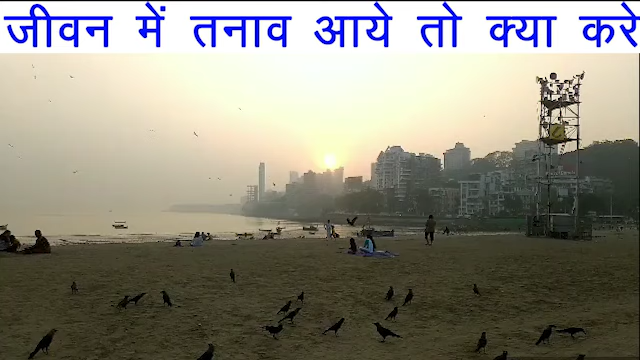 जीवन में तनाव आये तो क्या करे